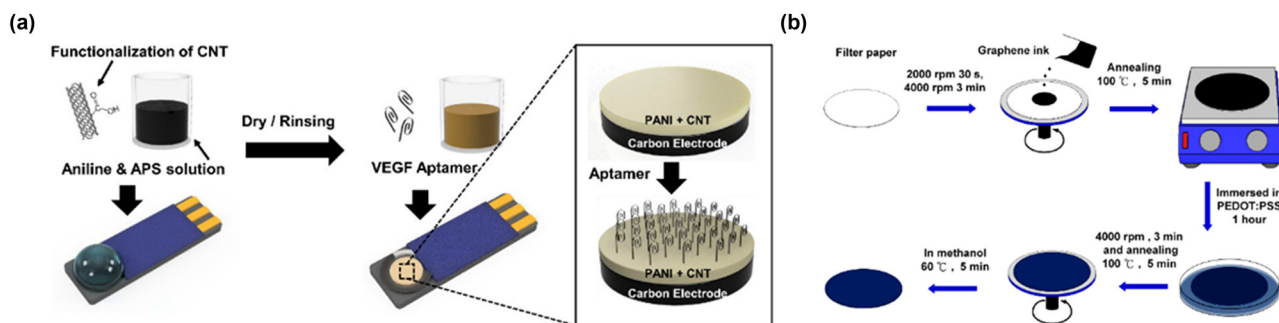 (a)
Functionalization of CNT
OH
Aniline & APS solution
Dry / Rinsing
VEGF Aptamer
PANI + CNT
Carbon Electrode
Aptamer
PANI + CNT
Carbon Electrode
(b)
Filter paper
2000 rpm 30 s,
4000 rpm 3 min
Graphene ink
Annealing
100 ℃ , 5 min
Immersed in
PEDOT:PSS
1 hour
4000 rpm , 3 min
and annealing
100 ℃ , 5 min
In methanol
60 ℃ , 5 min